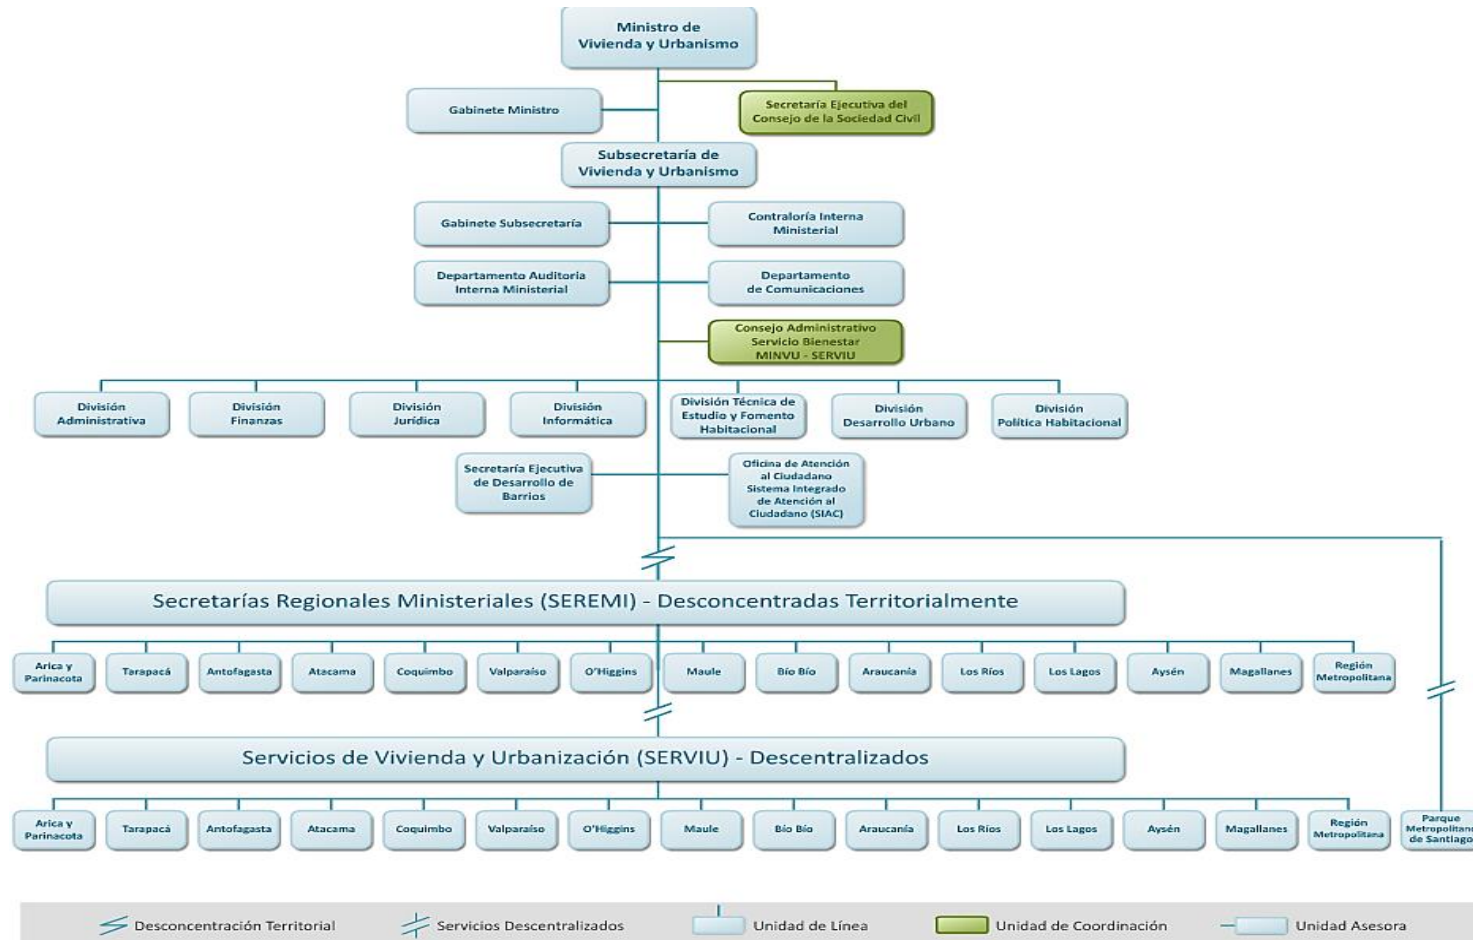 Ministro de
Vivienda y Urbanismo
Gabinete Ministro
Secretaría Ejecutiva del
Consejo de la Sociedad Civil
Subsecretaría de
Vivienda y Urbanismo
Gabinete Subsecretaría
Contraloría Interna
Ministerial
Departamento Auditoría
Interna Ministerial
Departamento
de Comunicaciones
Consejo Administrativo
Servicio Bienestar
MINVU - SERVIU
División
Administrativa
División
Finanzas
División
Jurídica
División
Informática
División Técnica de
Estudio y Fomento
Habitacional
División
Desarrollo Urbano
División
Política Habitacional
Secretaría Ejecutiva
de Desarrollo de
Barrios
Oficina de Atención
al Ciudadano
Sistema Integrado
de Atención al
Ciudadano (SIAC)
Secretarías Regionales Ministeriales (SEREMI) - Desconcentradas Territorialmente
Arica y
Parinacota
Tarapacá
Antofagasta
Atacama
Coquimbo
Valparaíso
O'Higgins
Maule
Bío Bío
Araucanía
Los Ríos
Los Lagos
Aysén
Magallanes
Región
Metropolitana
Servicios de Vivienda y Urbanización (SERVIU) - Descentralizados
Arica y
Parinacota
Tarapacá
Antofagasta
Atacama
Coquimbo
Valparaíso
O'Higgins
Maule
Bío Bío
Araucanía
Los Ríos
Los Lagos
Aysén
Magallanes
Región
Metropolitana
Parque
Metropolitano
de Santiago
Desconcentración Territorial
Servicios Descentralizados
Unidad de Línea
Unidad de Coordinación
Unidad Asesora